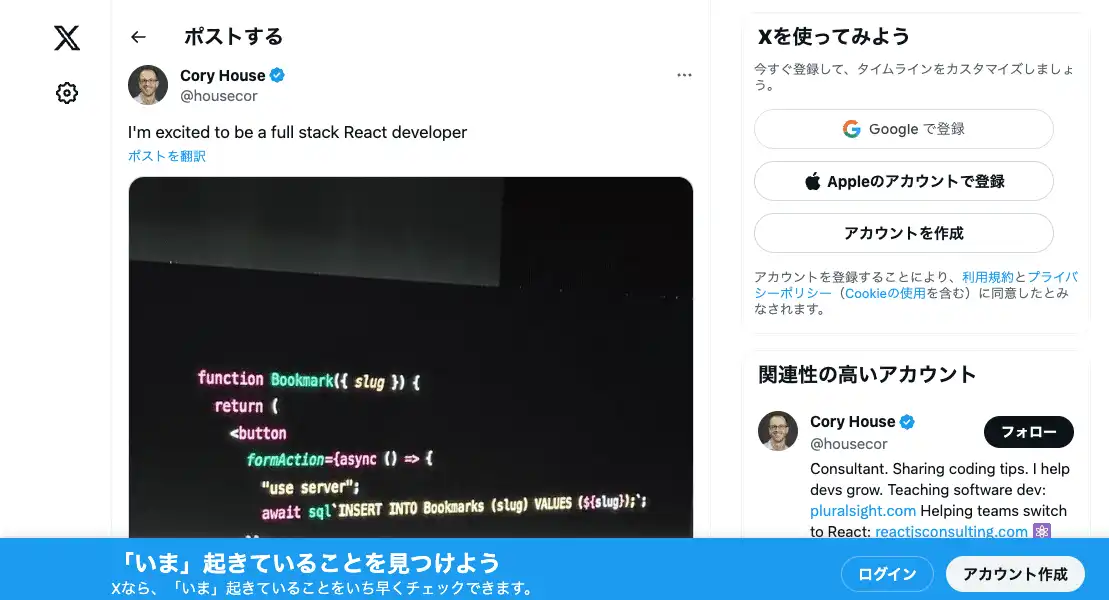 ポストする
Cory House
@housecor
I'm excited to be a full stack React developer
ポストを翻訳
function Bookmark({ slug }) {
return (
<button
formAction={async () => {
"use server";
await sql`INSERT INTO Bookmarks (slug) VALUES (${slug});`;
Xを使ってみよう
今すぐ登録して、タイムラインをカスタマイズしましょ
う。
Google で登録
Appleのアカウントで登録
アカウントを作成
アカウントを登録することにより、利用規約とプライバ
シーポリシー（Cookieの使用を含む）に同意したとみ
なされます。
関連性の高いアカウント
Cory House
@housecor
フォロー
Consultant. Sharing coding tips. I help
devs grow. Teaching software dev:
pluralsight.com Helping teams switch
to React: reactjsconsulting.com ⚛
「いま」起きていることを見つけよう
Xなら、「いま」起きていることをいち早くチェックできます。
ログイン
アカウント作成